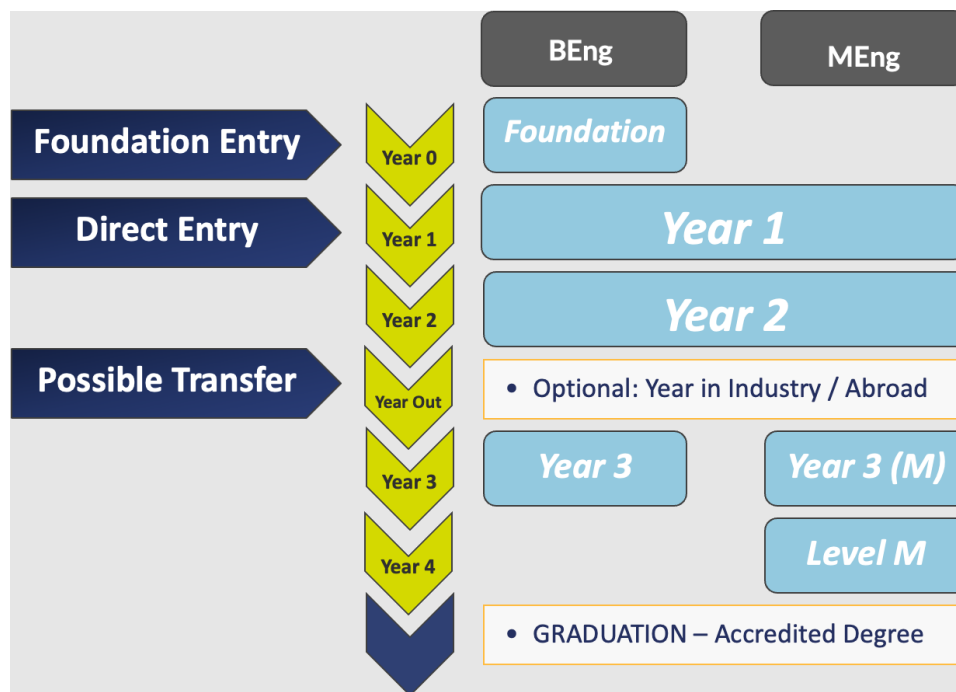 BEng
MEng
Foundation Entry
Year 0
Foundation
Direct Entry
Year 1
Year 1
Year 2
Year 2
Possible Transfer
Year Out
• Optional: Year in Industry / Abroad
Year 3
Year 3
Year 3 (M)
Year 4
Level M
• GRADUATION – Accredited Degree